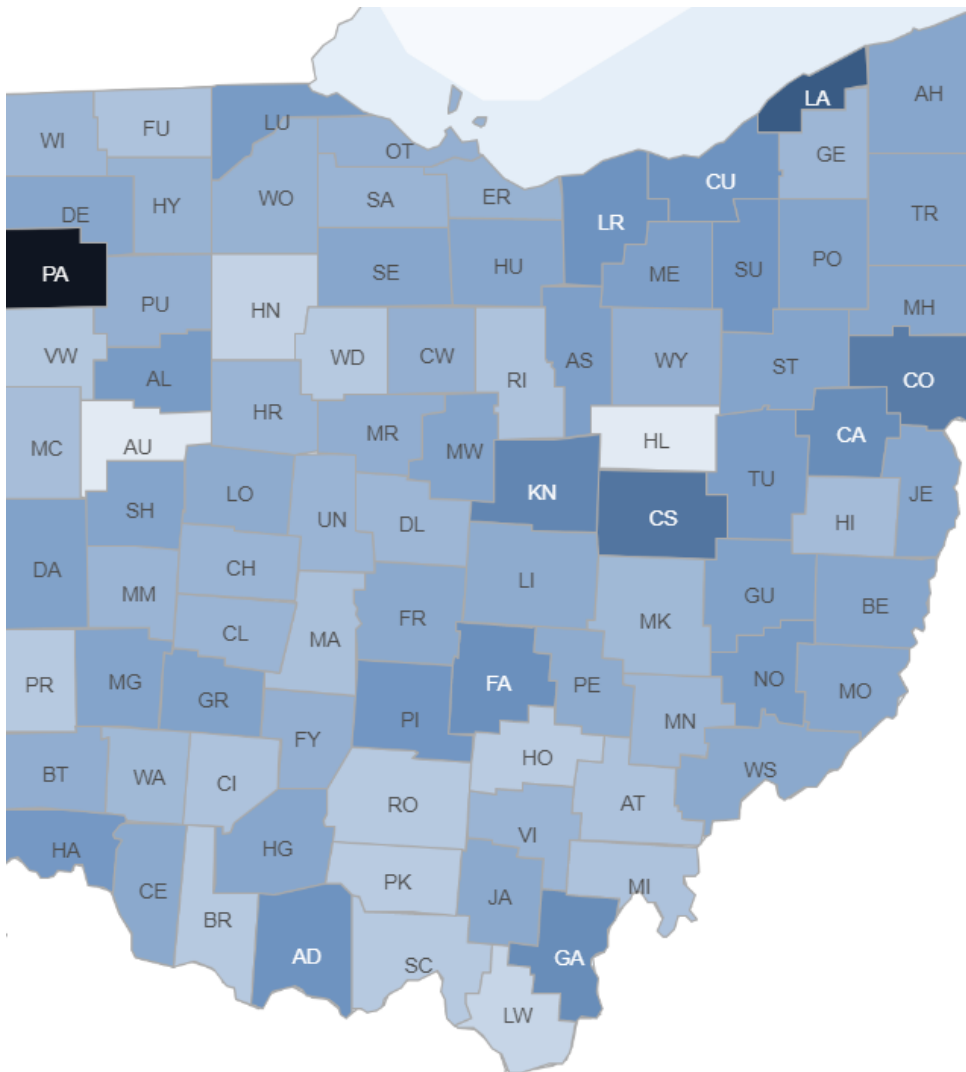 LA
AH
WI
FU
LU
OT
GE
HY
WO
SA
ER
CU
DE
LR
TR
PA
SE
HU
ME
SU
PO
PU
HN
MH
VW
WD
CW
RI
AS
WY
ST
CO
AL
HR
MC
AU
MR
MW
HL
CA
LO
KN
TU
JE
SH
UN
DL
CS
HI
DA
CH
LI
MM
GU
BE
CL
FR
MK
MA
PR
MG
GR
FA
PE
NO
MO
PI
MN
FY
BT
WA
CI
HO
WS
RO
AT
HA
HG
VI
CE
PK
MI
BR
JA
AD
SC
GA
LW